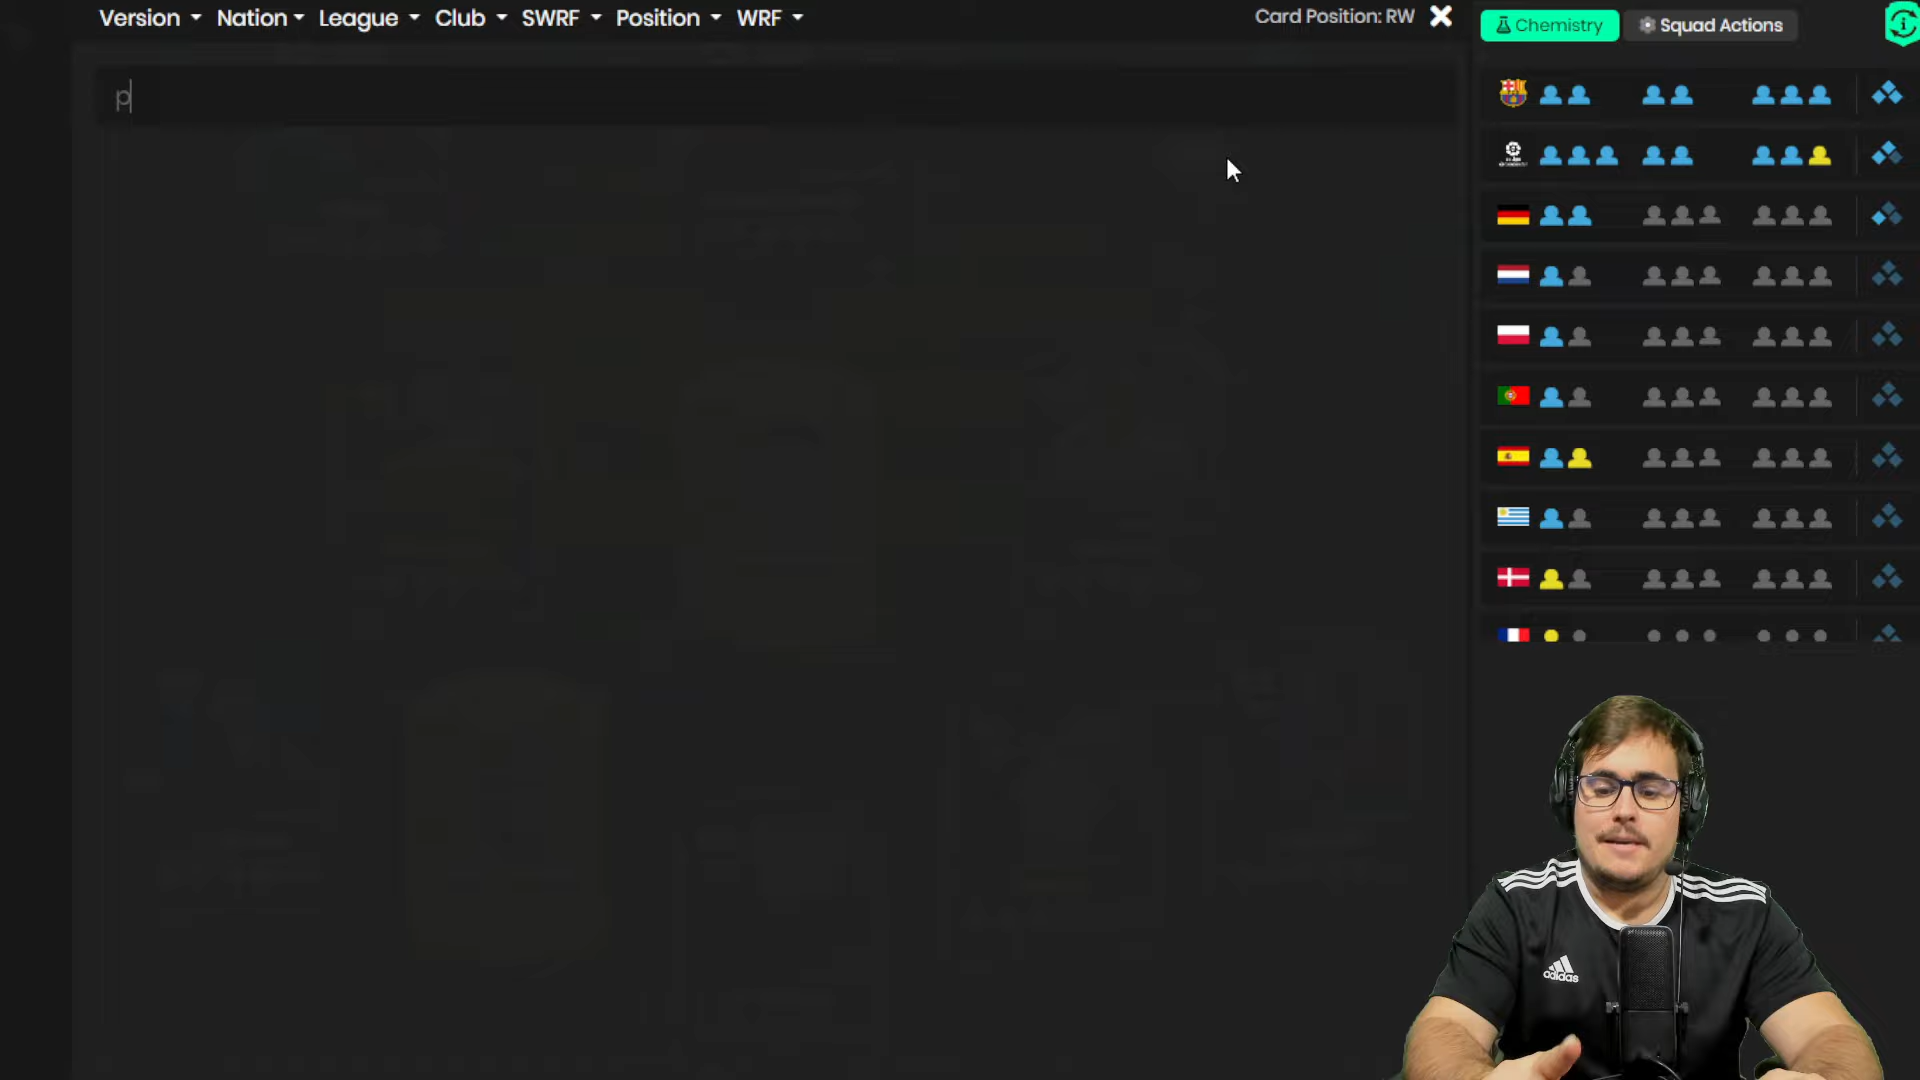 Version Nation League Club SWRF Position WRF Card Position: RW
Chemistry Squad Actions
p
adidas